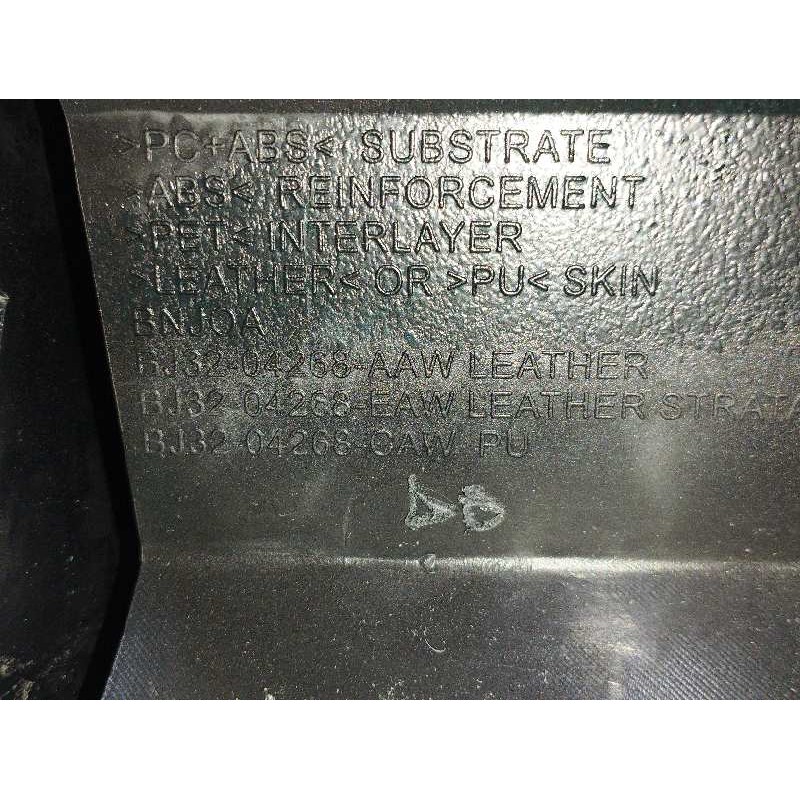 >PC+ABS< SUBSTRATE
>ABS< REINFORCEMENT
>PET< INTERLAYER
>LEATHER< OR >PU< SKIN
BNJOA
BJ32-04268-AAW LEATHER
BJ32-04268-EAW LEATHER STRATA
BJ32-04268-CAW PU